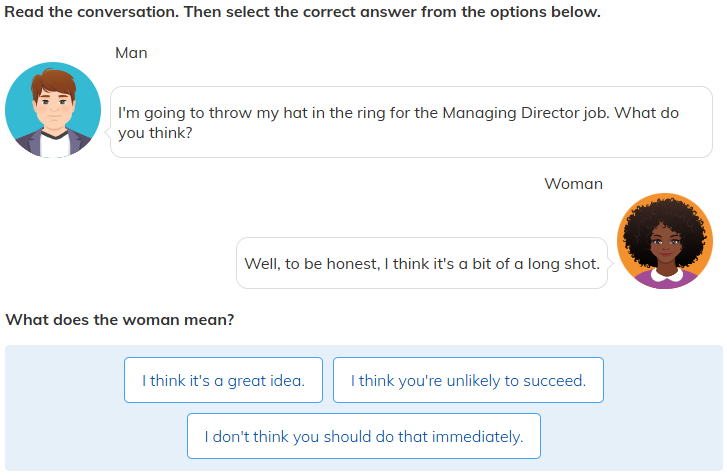 Read the conversation. Then select the correct answer from the options below.
Man
I'm going to throw my hat in the ring for the Managing Director job. What do
you think?
Woman
Well, to be honest, I think it's a bit of a long shot.
What does the woman mean?
I think it's a great idea.
I think you're unlikely to succeed.
I don't think you should do that immediately.